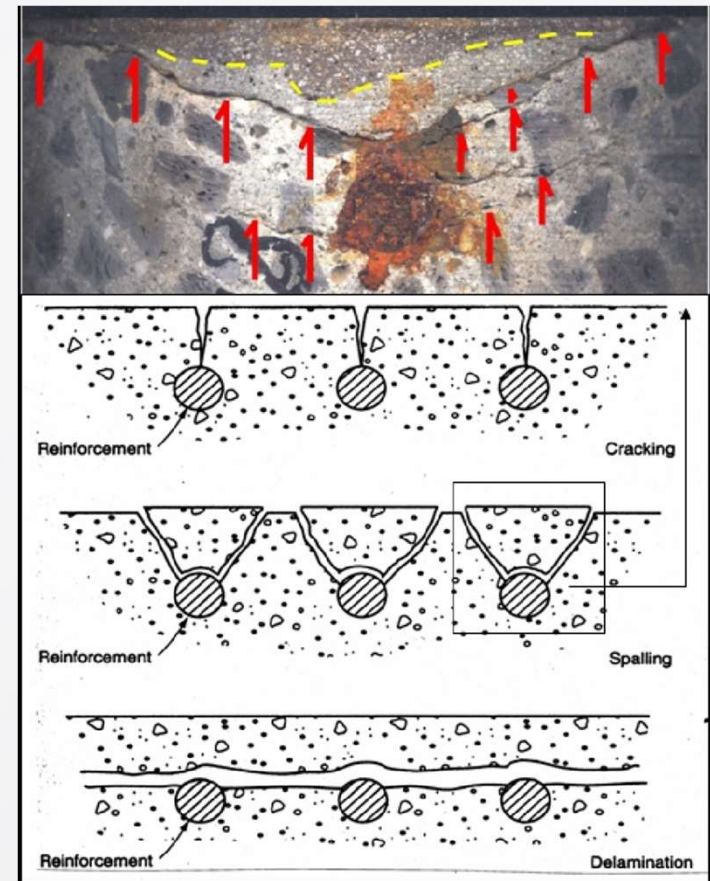 Reinforcement
Cracking
Reinforcement
Spalling
Reinforcement
Delamination